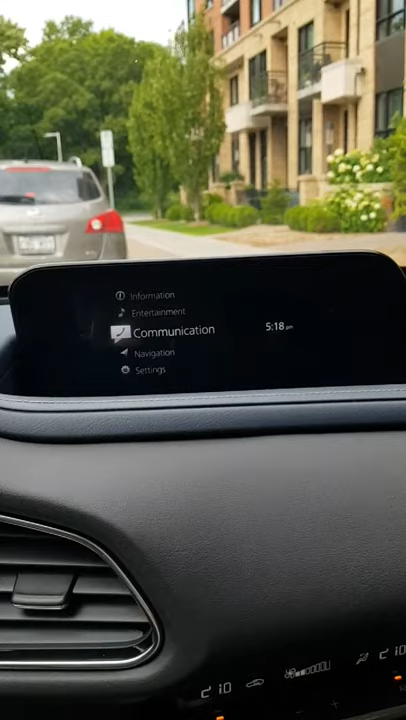 Information
Entertainment
Communication
5:18 pm
Navigation
Settings